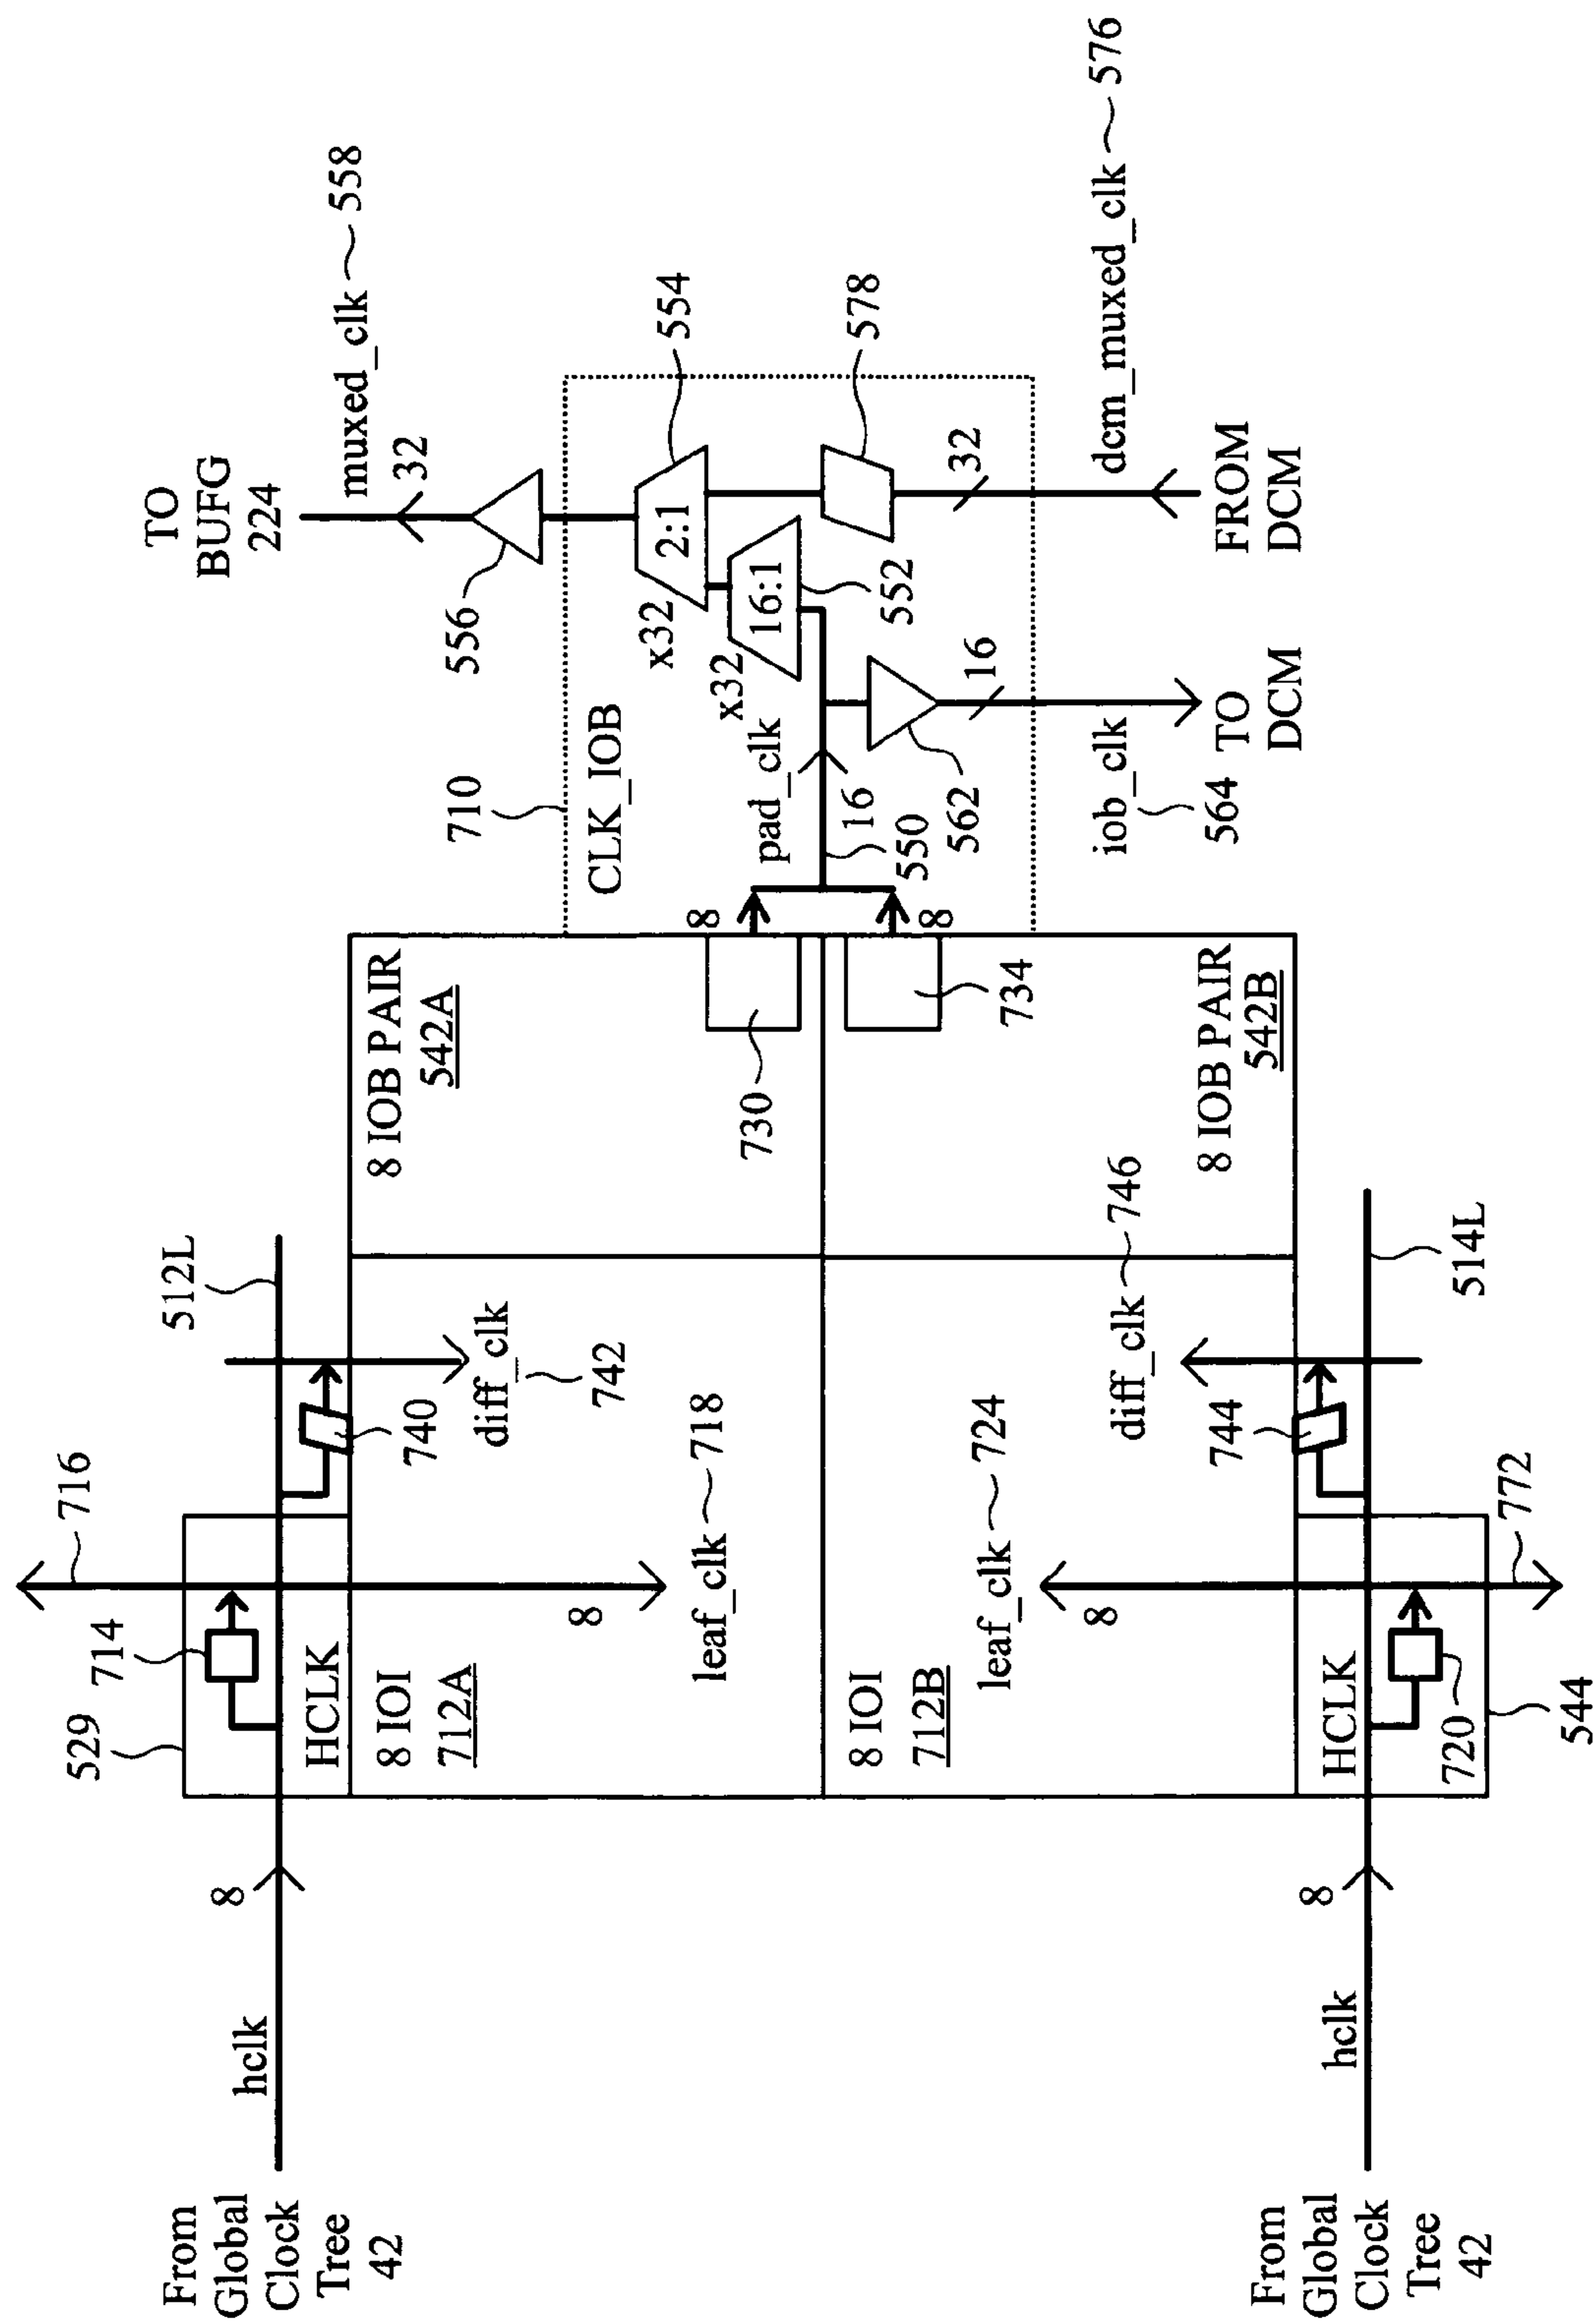 TO
BUFG
224
muxed_clk
558
32
556
554
2:1
x32
x32
16:1
552
578
32
dcm_muxed_clk
576
FROM
DCM
710
CLK_IOB
pad_clk
16
550
562
16
iob_clk
564
TO
DCM
8
8
8 IOB PAIR
542A
730
734
8 IOB PAIR
542B
512L
740
diff_clk
742
diff_clk
746
744
514L
716
714
529
HCLK
8
8 IOI
712A
leaf_clk
718
8 IOI
712B
leaf_clk
724
8
HCLK
720
772
544
8
hclk
From
Global
Clock
Tree
42
8
hclk
From
Global
Clock
Tree
42